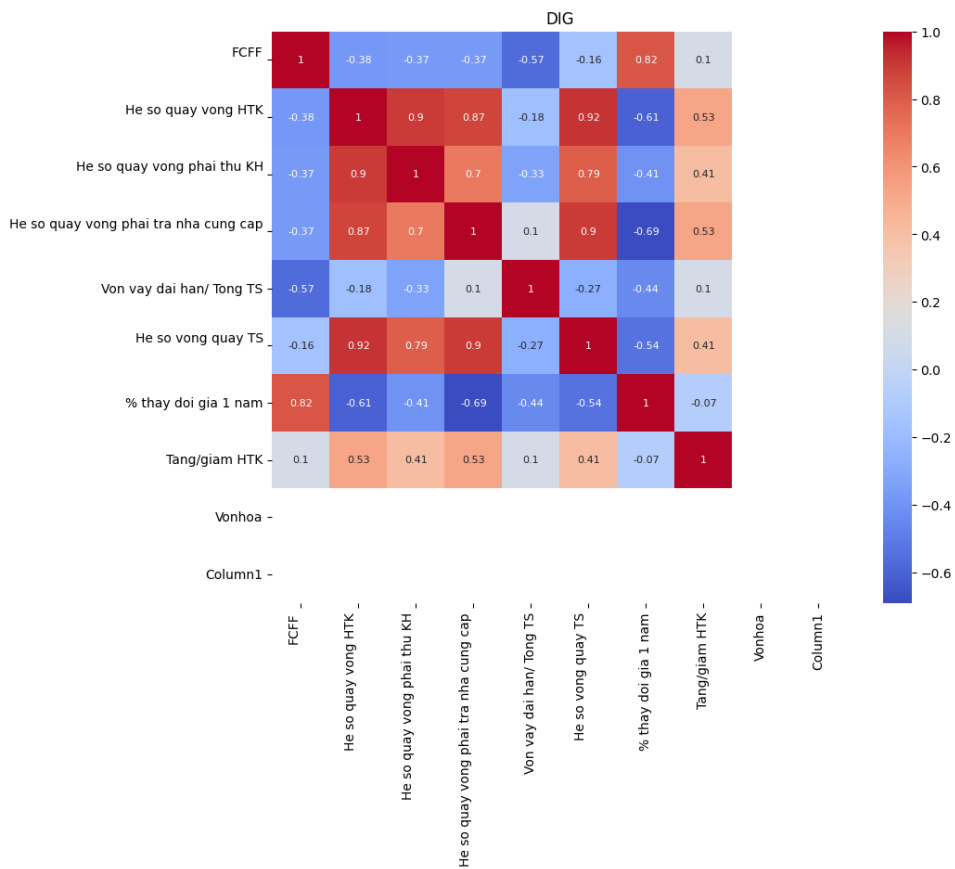 DIG
FCFF 1 -0.38 -0.37 -0.37 -0.57 -0.16 0.82 0.1
He so quay vong HTK -0.38 1 0.9 0.87 -0.18 0.92 -0.61 0.53
He so quay vong phai thu KH -0.37 0.9 1 0.7 -0.33 0.79 -0.41 0.41
He so quay vong phai tra nha cung cap -0.37 0.87 0.7 1 0.1 0.9 -0.69 0.53
Von vay dai han/ Tong TS -0.57 -0.18 -0.33 0.1 1 -0.27 -0.44 0.1
He so vong quay TS -0.16 0.92 0.79 0.9 -0.27 1 -0.54 0.41
% thay doi gia 1 nam 0.82 -0.61 -0.41 -0.69 -0.44 -0.54 1 -0.07
Tang/giam HTK 0.1 0.53 0.41 0.53 0.1 0.41 -0.07 1
Vonhoa
Column1
FCFF
He so quay vong HTK
He so quay vong phai thu KH
He so quay vong phai tra nha cung cap
Von vay dai han/ Tong TS
He so vong quay TS
% thay doi gia 1 nam
Tang/giam HTK
Vonhoa
Column1
1.0
0.8
0.6
0.4
0.2
0.0
−0.2
−0.4
−0.6